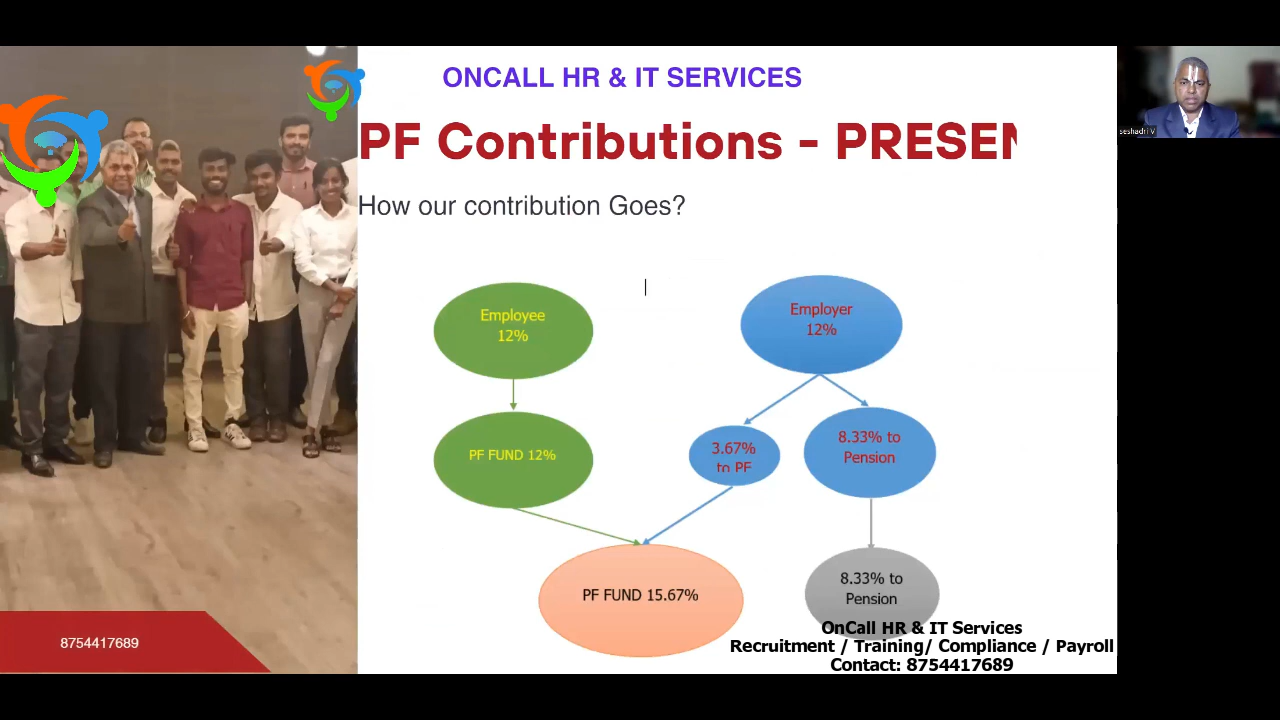 ONCALL HR & IT SERVICES
PF Contributions - PRESEN
How our contribution Goes?
Employee
12%
Employer
12%
PF FUND 12%
3.67%
to PF
8.33% to
Pension
PF FUND 15.67%
8.33% to
Pension
OnCall HR & IT Services
Recruitment / Training/ Compliance / Payroll
Contact: 8754417689
8754417689
seshadri V